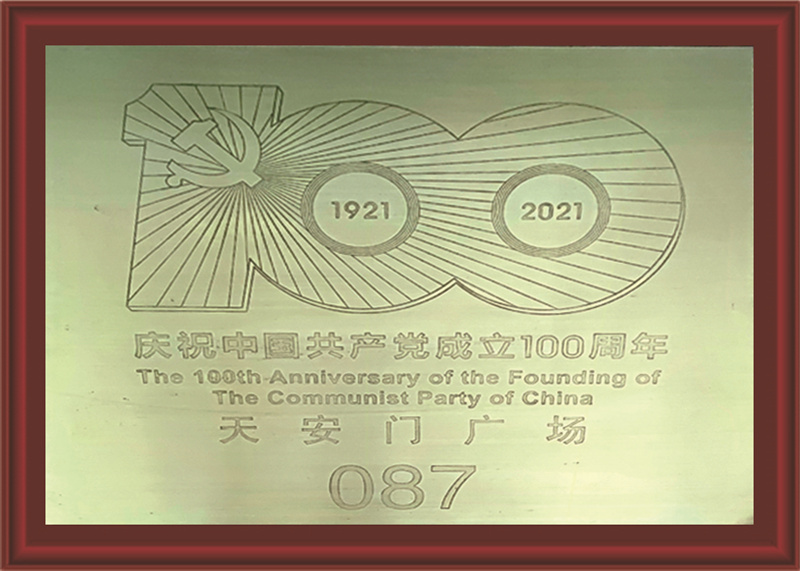 1921 2021
庆祝中国共产党成立100周年
The 100th Anniversary of the Founding of
The Communist Party of China
天安门广场
087